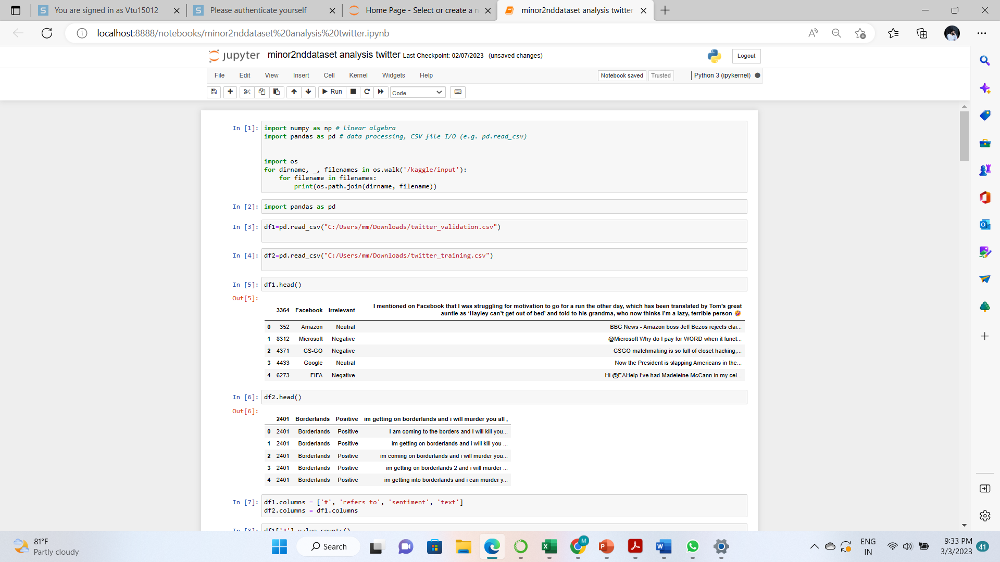 You are signed in as Vtu15012
Please authenticate yourself
Home Page - Select or create a n
minor2nddataset analysis twitter
localhost:8888/notebooks/minor2nddataset%20analysis%20twitter.ipynb
jupyter minor2nddataset analysis twitter Last Checkpoint: 02/07/2023 (unsaved changes)
Logout
File Edit View Insert Cell Kernel Widgets Help
Notebook saved Trusted Python 3 (ipykernel)
Run Code
In [1]: import numpy as np # linear algebra
import pandas as pd # data processing, CSV file I/O (e.g. pd.read_csv)
import os
for dirname, _, filenames in os.walk('/kaggle/input'):
for filename in filenames:
print(os.path.join(dirname, filename))
In [2]: import pandas as pd
In [3]: df1=pd.read_csv("C:/Users/mm/Downloads/twitter_validation.csv")
In [4]: df2=pd.read_csv("C:/Users/mm/Downloads/twitter_training.csv")
In [5]: df1.head()
Out[5]:
3364 Facebook Irrelevant I mentioned on Facebook that I was struggling for motivation to go for a run the other day, which has been translated by Tom’s great
auntie as ‘Hayley can’t get out of bed’ and told to his grandma, who now thinks I’m a lazy, terrible person 🤣
0 352 Amazon Neutral BBC News - Amazon boss Jeff Bezos rejects clai...
1 8312 Microsoft Negative @Microsoft Why do I pay for WORD when it funct...
2 4371 CS-GO Negative CSGO matchmaking is so full of closet hacking,...
3 4433 Google Neutral Now the President is slapping Americans in the...
4 6273 FIFA Negative Hi @EAHelp I’ve had Madeleine McCann in my cel...
In [6]: df2.head()
Out[6]:
2401 Borderlands Positive im getting on borderlands and i will murder you all ,
0 2401 Borderlands Positive I am coming to the borders and I will kill you...
1 2401 Borderlands Positive im getting on borderlands and i will kill you ...
2 2401 Borderlands Positive im coming on borderlands and i will murder you...
3 2401 Borderlands Positive im getting on borderlands 2 and i will murder ...
4 2401 Borderlands Positive im getting into borderlands and i can murder y...
In [7]: df1.columns = ['#', 'refers to', 'sentiment', 'text']
df2.columns = df1.columns
In [8]: df1['#'].value_counts()
81°F
Partly cloudy
Search
M
ENG
IN
9:33 PM
3/3/2023
41